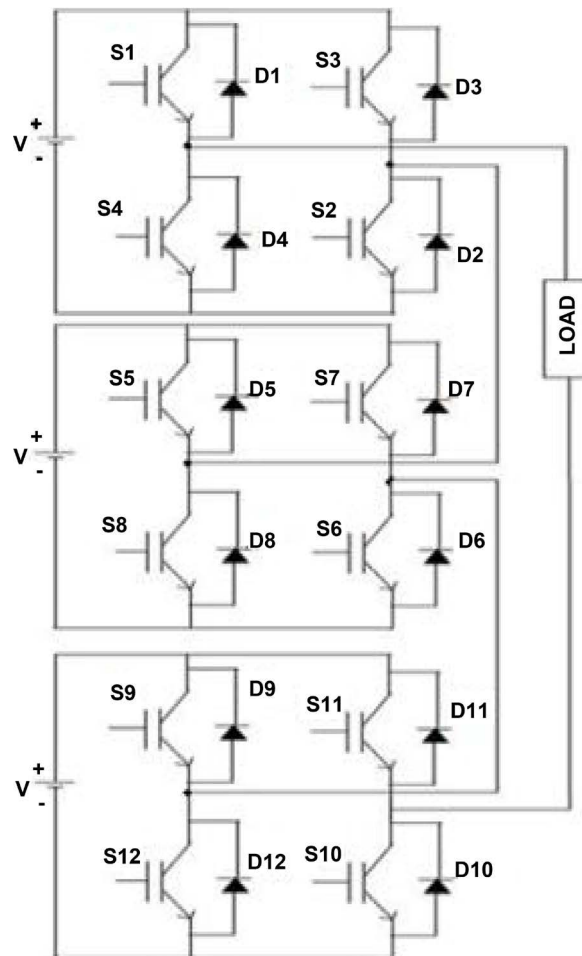 S1
D1
S3
D3
+
V
-
S4
D4
S2
D2
LOAD
S5
D5
S7
D7
+
V
-
S8
D8
S6
D6
S9
D9
S11
D11
+
V
-
S12
D12
S10
D10